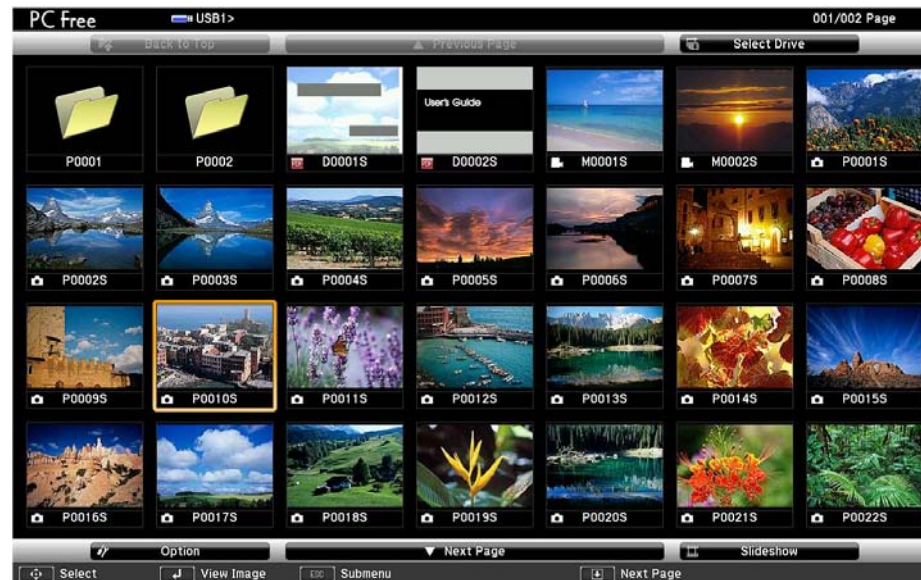 PC Free USB1> 001/002 Page
Back to Top Previous Page Select Drive
User's Guide
P0001 P0002 PDF D0001S PDF D0002S M0001S M0002S P0001S
P0002S P0003S P0004S P0005S P0006S P0007S P0008S
P0009S P0010S P0011S P0012S P0013S P0014S P0015S
P0016S P0017S P0018S P0019S P0020S P0021S P0022S
Option Next Page Slideshow
Select View Image ESC Submenu Next Page